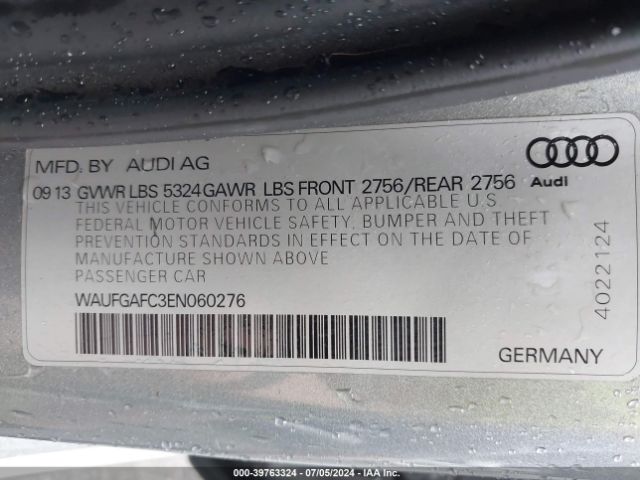 MFD. BY AUDI AG
09 13 GVWR LBS 5324 GAWR LBS FRONT 2756/REAR 2756
Audi
THIS VEHICLE CONFORMS TO ALL APPLICABLE U.S.
FEDERAL MOTOR VEHICLE SAFETY, BUMPER AND THEFT
PREVENTION STANDARDS IN EFFECT ON THE DATE OF
MANUFACTURE SHOWN ABOVE
PASSENGER CAR
WAUFGAFC3EN060276
4022124
GERMANY
000-39763324 | 07/05/2024 | IAA Inc.